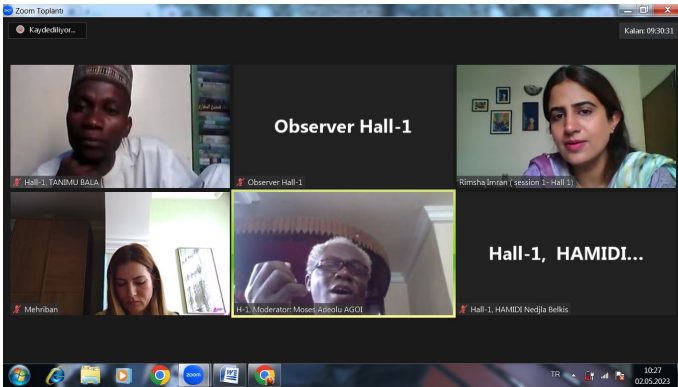 Zoom Toplantı
Kaydediliyor...
Kalan: 09:30:31
Observer Hall-1
Hall-1, TANIMU BALA (
Observer Hall-1
Rimsha Imran ( session 1- Hall 1)
Hall-1, HAMIDI...
Mehriban
H-1, Moderator: Moses Adeolu AGOI
Hall-1, HAMIDI Nedjla Belkis
zoom
TR
10:27
02.05.2023